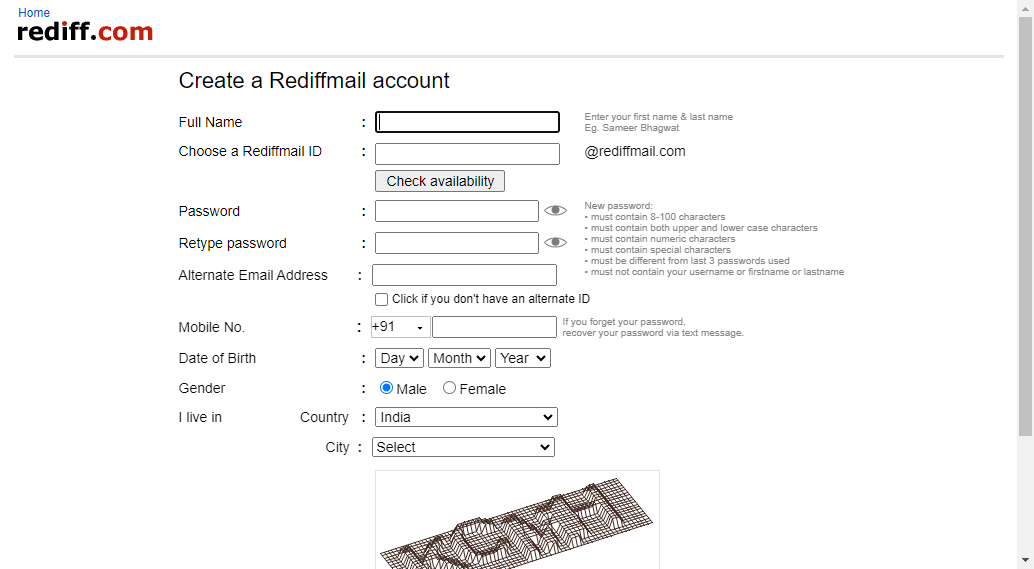 Home
rediff.com
Create a Rediffmail account
Full Name :
Enter your first name & last name
Eg. Sameer Bhagwat
Choose a Rediffmail ID : @rediffmail.com
Check availability
Password :
Retype password :
New password:
• must contain 8-100 characters
• must contain both upper and lower case characters
• must contain numeric characters
• must contain special characters
• must be different from last 3 passwords used
• must not contain your username or firstname or lastname
Alternate Email Address :
Click if you don't have an alternate ID
Mobile No. : +91
If you forget your password,
recover your password via text message.
Date of Birth : Day Month Year
Gender : Male Female
I live in Country : India
City : Select